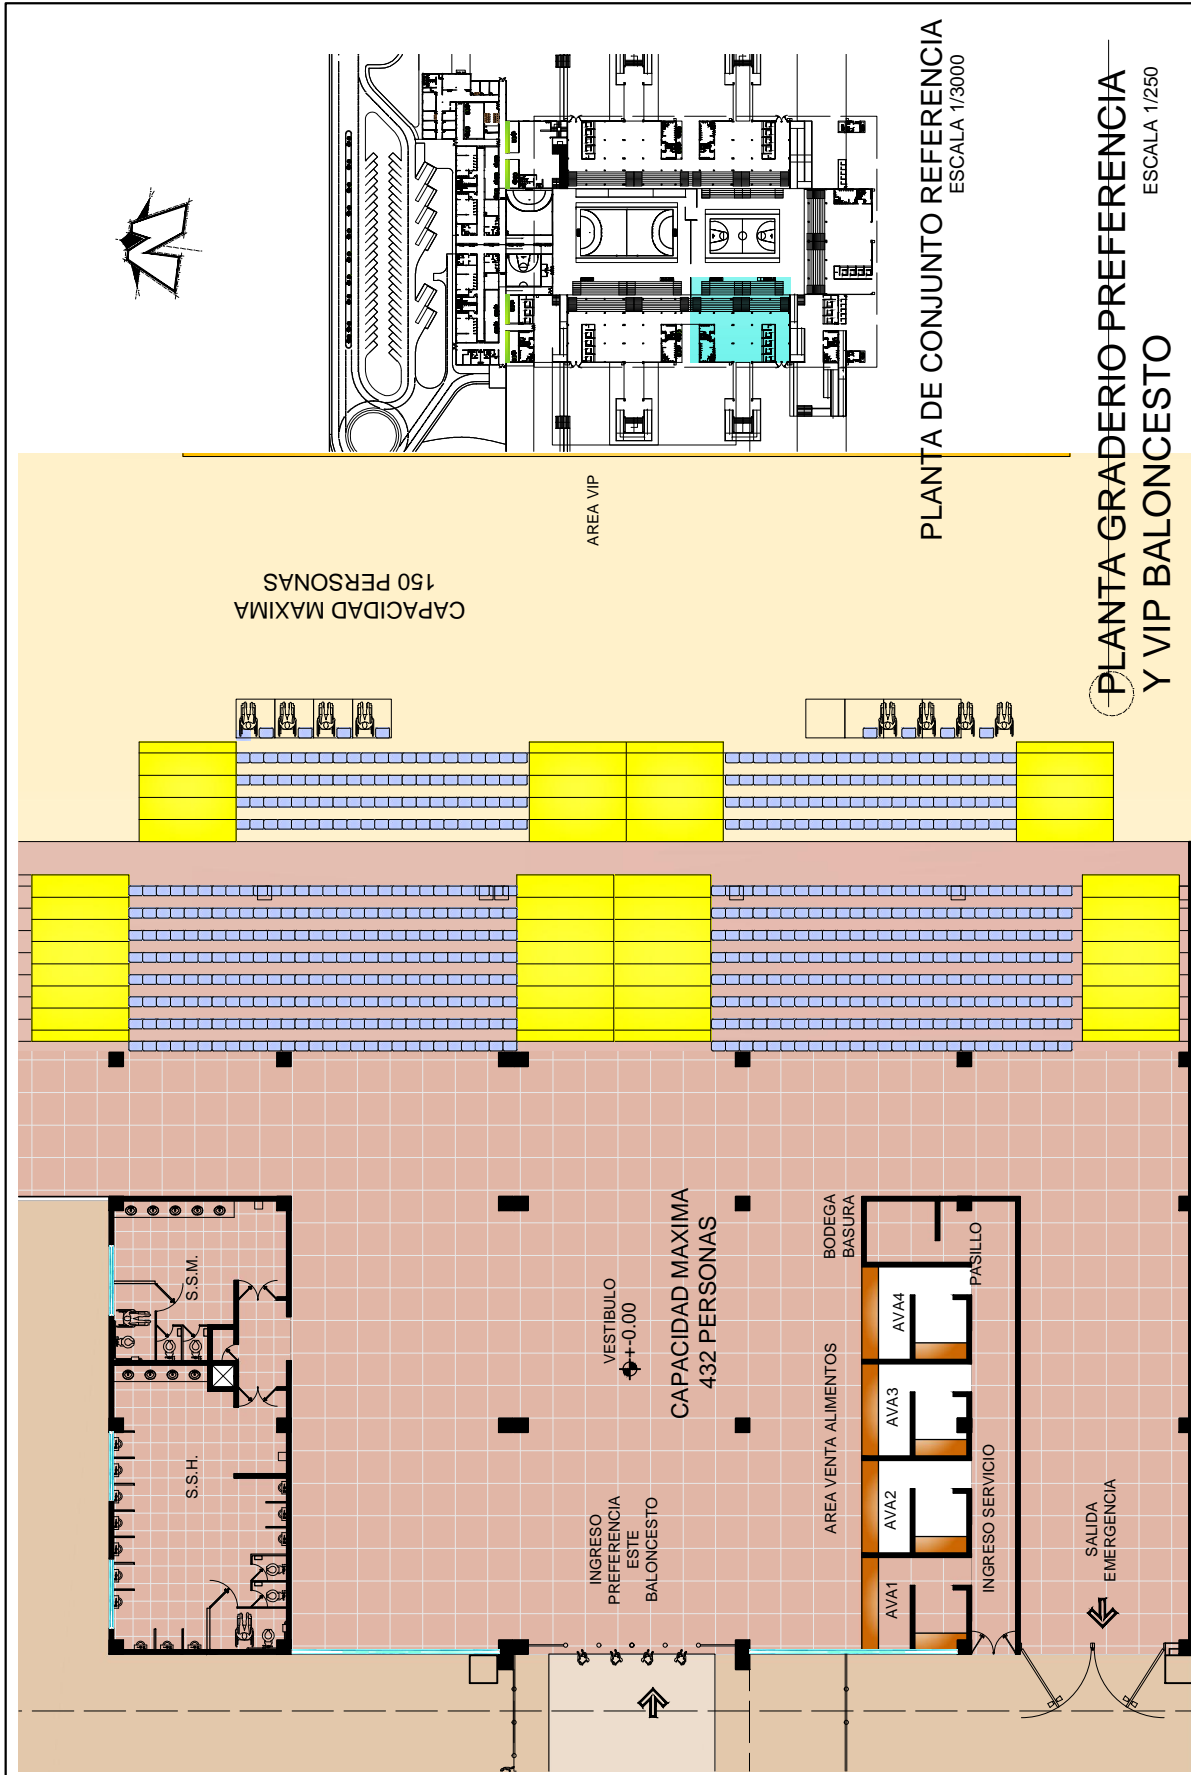 PLANTA DE CONJUNTO REFERENCIA
ESCALA 1/3000
PLANTA GRADERIO PREFERENCIA
Y VIP BALONCESTO
ESCALA 1/250
AREA VIP
CAPACIDAD MAXIMA
150 PERSONAS
S.S.M.
S.S.H.
VESTIBULO
+-0.00
CAPACIDAD MAXIMA
432 PERSONAS
INGRESO
PREFERENCIA
ESTE
BALONCESTO
BODEGA
BASURA
AREA VENTA ALIMENTOS
AVA4
AVA3
AVA2
AVA1
PASILLO
INGRESO SERVICIO
SALIDA
EMERGENCIA